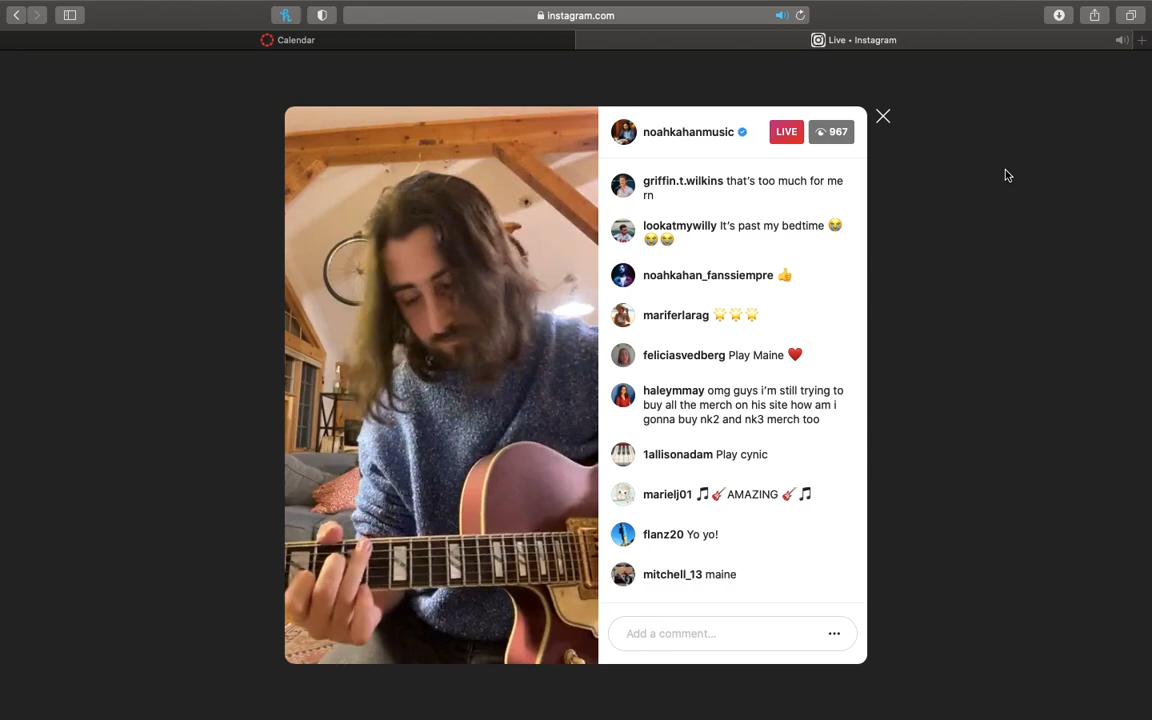 instagram.com
Calendar
Live • Instagram
noahkahanmusic
LIVE
967
griffin.t.wilkins that's too much for me
rn
lookatmywilly It's past my bedtime 😭
😭😭
noahkahan_fanssiempre 👍
mariferlarag 🌟🌟🌟
feliciasvedberg Play Maine ❤️
haleymmay omg guys i'm still trying to
buy all the merch on his site how am i
gonna buy nk2 and nk3 merch too
1allisonadam Play cynic
marielj01 🎵🎸AMAZING 🎸🎵
flanz20 Yo yo!
mitchell_13 maine
Add a comment...